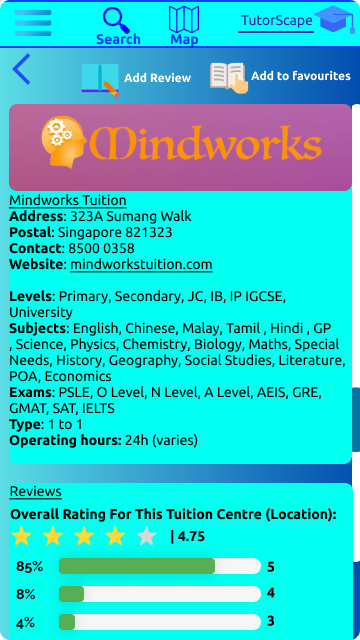 TutorScape
Search
Map
Add Review
Add to favourites
Mindworks
Mindworks Tuition
Address: 323A Sumang Walk
Postal: Singapore 821323
Contact: 8500 0358
Website: mindworkstuition.com
Levels: Primary, Secondary, JC, IB, IP IGCSE,
University
Subjects: English, Chinese, Malay, Tamil , Hindi , GP
, Science, Physics, Chemistry, Biology, Maths, Special
Needs, History, Geography, Social Studies, Literature,
POA, Economics
Exams: PSLE, O Level, N Level, A Level, AEIS, GRE,
GMAT, SAT, IELTS
Type: 1 to 1
Operating hours: 24h (varies)
Reviews
Overall Rating For This Tuition Centre (Location):
| 4.75
85% 5
8% 4
4% 3